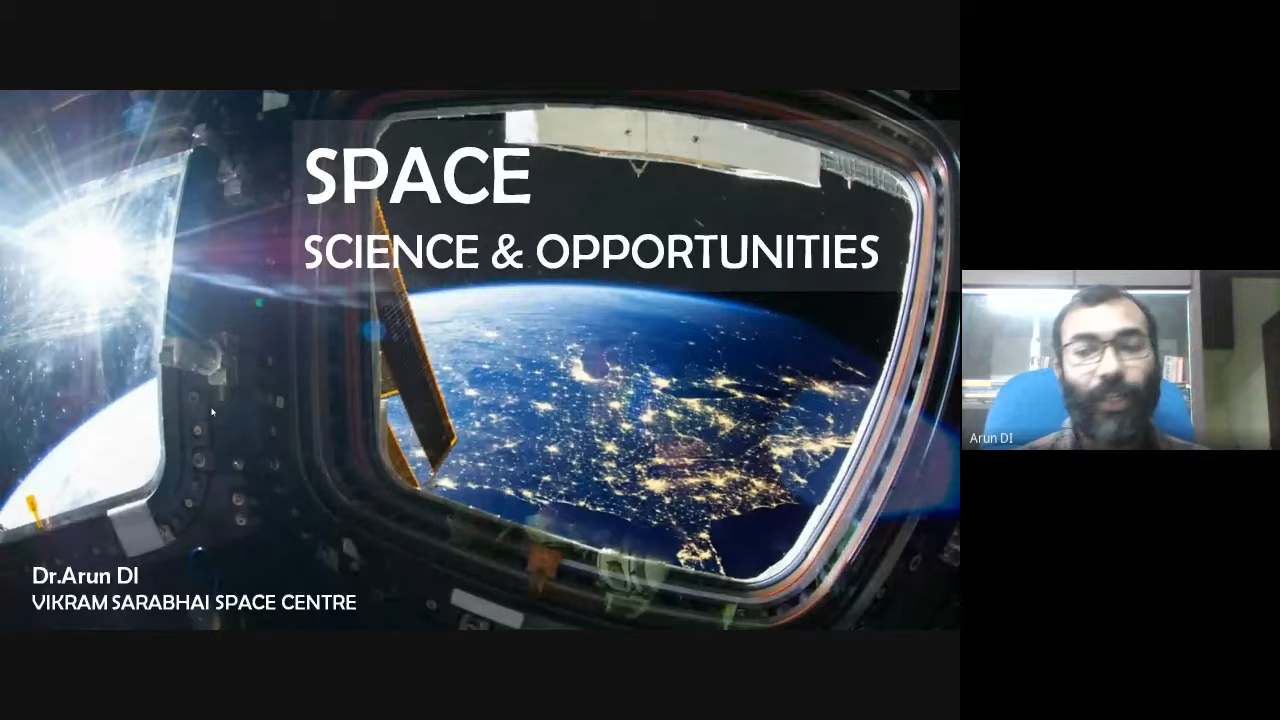 SPACE
SCIENCE & OPPORTUNITIES
Dr.Arun DI
VIKRAM SARABHAI SPACE CENTRE
Arun DI